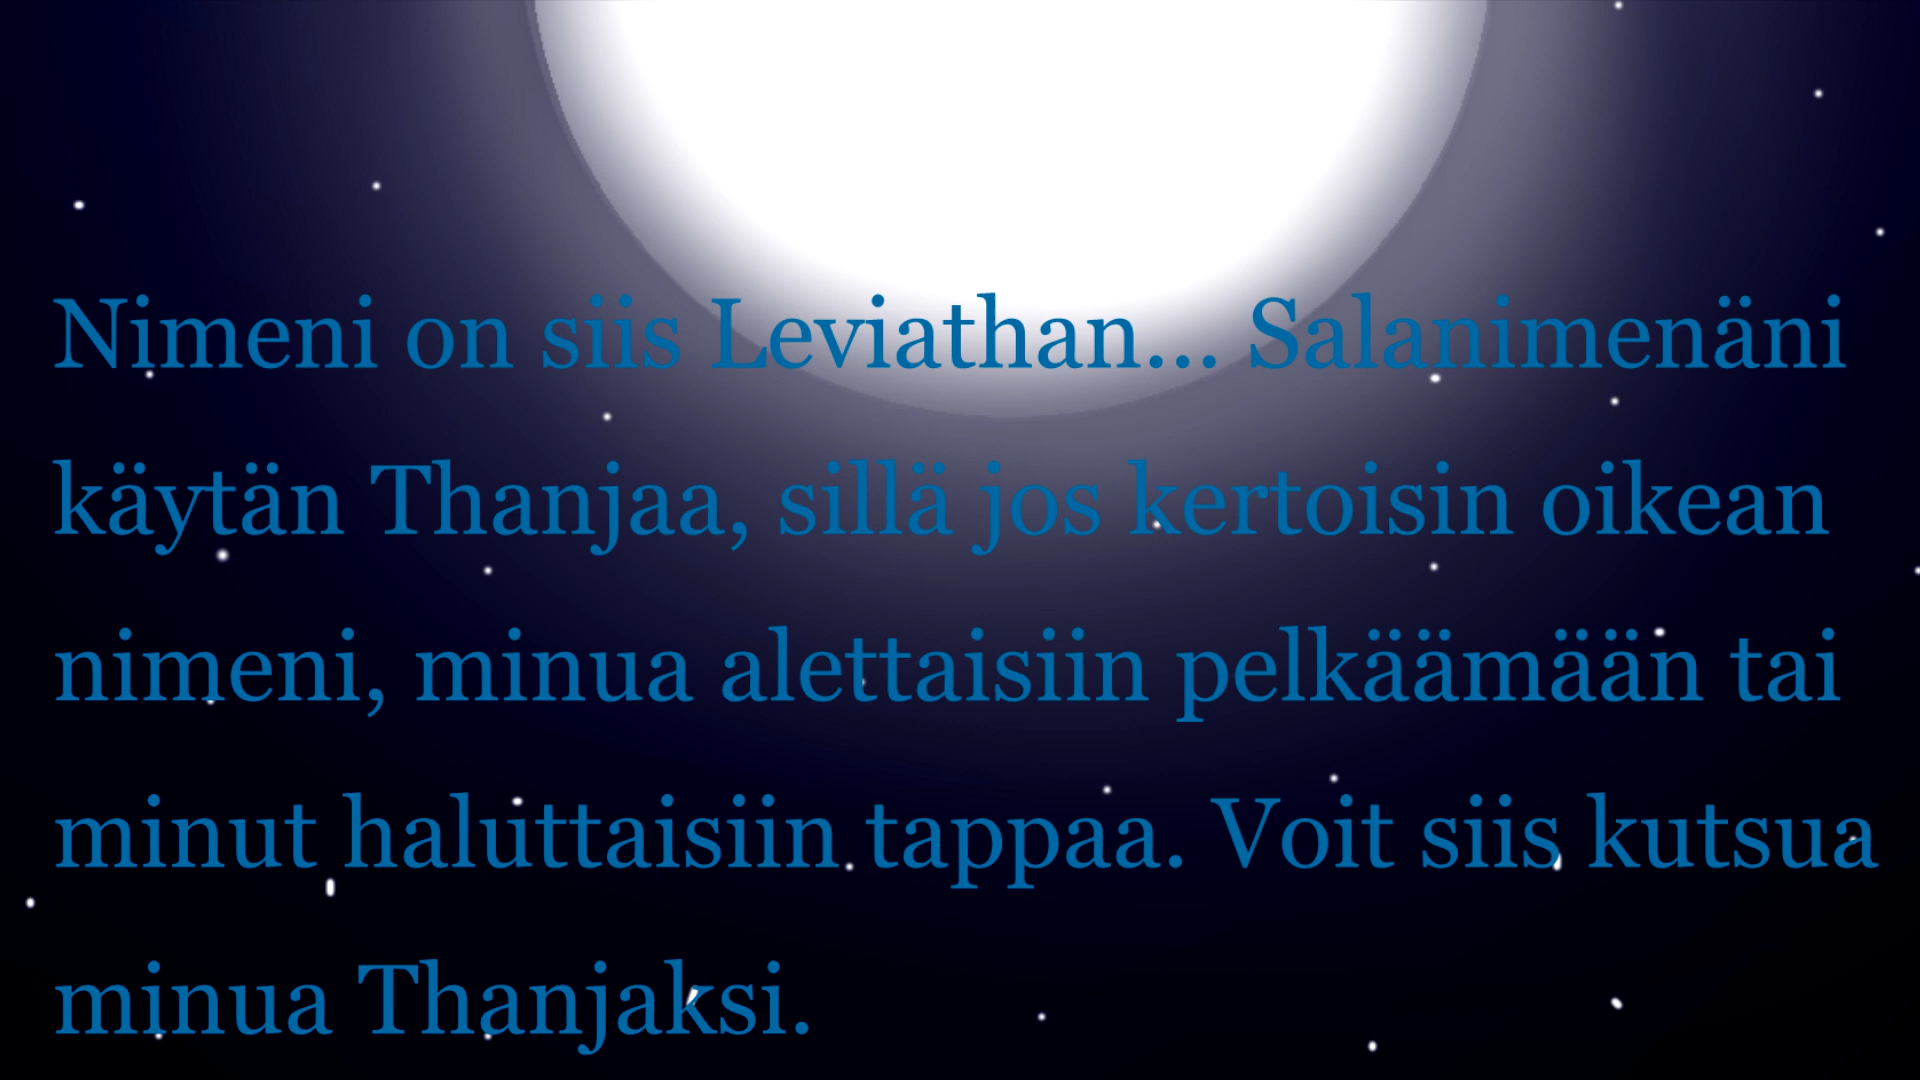 Nimeni on siis Leviathan... Salanimenäni
käytän Thanjaa, sillä jos kertoisin oikean
nimeni, minua alettaisiin pelkäämään tai
minut haluttaisiin tappaa. Voit siis kutsua
minua Thanjaksi.